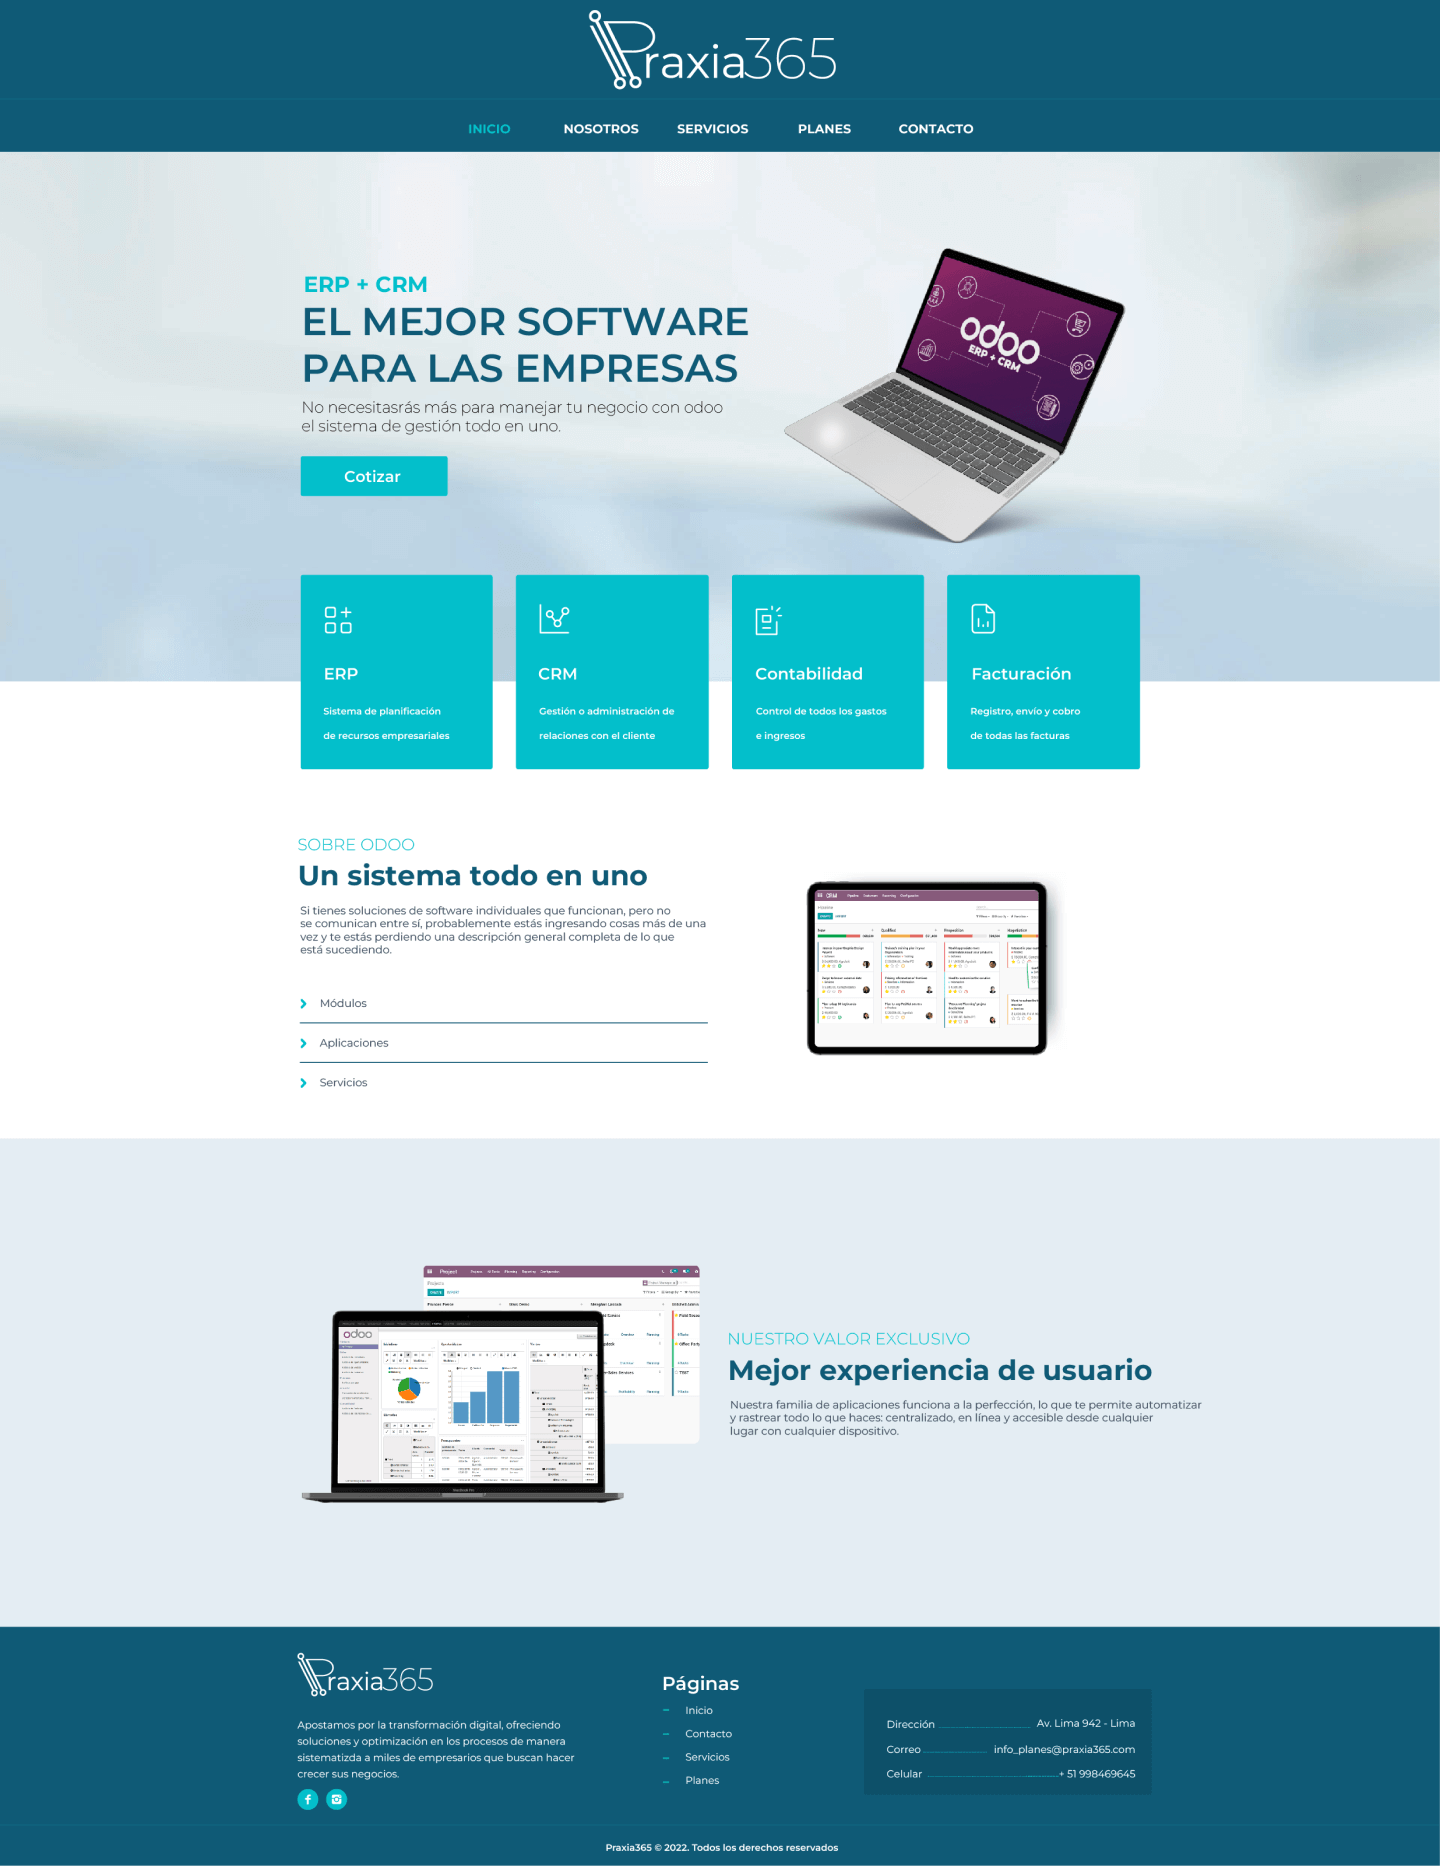 Praxia365
INICIO NOSOTROS SERVICIOS PLANES CONTACTO
ERP + CRM
EL MEJOR SOFTWARE
PARA LAS EMPRESAS
No necesitasrás más para manejar tu negocio con odoo
el sistema de gestión todo en uno.
Cotizar
odoo
ERP + CRM
ERP
Sistema de planificación
de recursos empresariales
CRM
Gestión o administración de
relaciones con el cliente
Contabilidad
Control de todos los gastos
e ingresos
Facturación
Registro, envío y cobro
de todas las facturas
SOBRE ODOO
Un sistema todo en uno
Si tienes soluciones de software individuales que funcionan, pero no
se comunican entre sí, probablemente estás ingresando cosas más de una
vez y te estás perdiendo una descripción general completa de lo que
está sucediendo.
Módulos
Aplicaciones
Servicios
CRM
Project
odoo
NUESTRO VALOR EXCLUSIVO
Mejor experiencia de usuario
Nuestra familia de aplicaciones funciona a la perfección, lo que te permite automatizar
y rastrear todo lo que haces: centralizado, en línea y accesible desde cualquier
lugar con cualquier dispositivo.
Praxia365
Apostamos por la transformación digital, ofreciendo
soluciones y optimización en los procesos de manera
sistematizda a miles de empresarios que buscan hacer
crecer sus negocios.
Páginas
Inicio
Contacto
Servicios
Planes
Dirección Av. Lima 942 - Lima
Correo info_planes@praxia365.com
Celular + 51 998469645
Praxia365 © 2022. Todos los derechos reservados